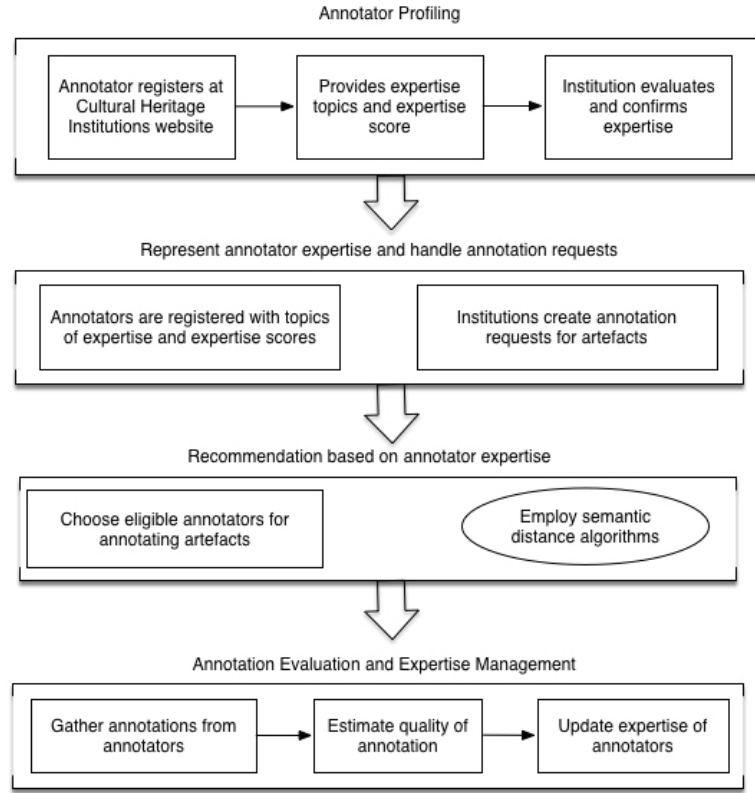 Annotator Profiling
Annotator registers at
Cultural Heritage
Institutions website
Provides expertise
topics and expertise
score
Institution evaluates
and confirms
expertise
Represent annotator expertise and handle annotation requests
Annotators are registered with topics
of expertise and expertise scores
Institutions create annotation
requests for artefacts
Recommendation based on annotator expertise
Choose eligible annotators for
annotating artefacts
Employ semantic
distance algorithms
Annotation Evaluation and Expertise Management
Gather annotations from
annotators
Estimate quality of
annotation
Update expertise of
annotators